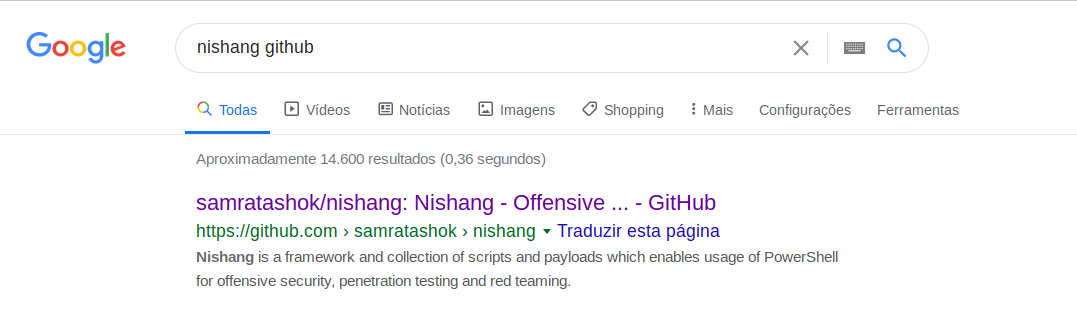 Google
nishang github
Todas Vídeos Notícias Imagens Shopping Mais Configurações Ferramentas
Aproximadamente 14.600 resultados (0,36 segundos)
samratashok/nishang: Nishang - Offensive ... - GitHub
https://github.com › samratashok › nishang Traduzir esta página
Nishang is a framework and collection of scripts and payloads which enables usage of PowerShell
for offensive security, penetration testing and red teaming.